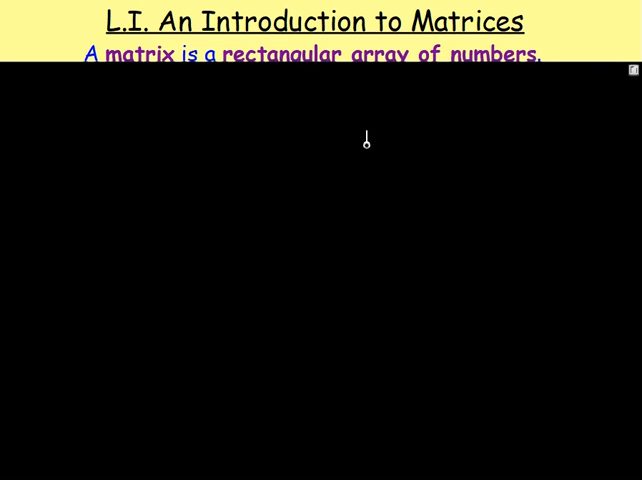 L.I. An Introduction to Matrices
A matrix is a rectangular array of numbers.